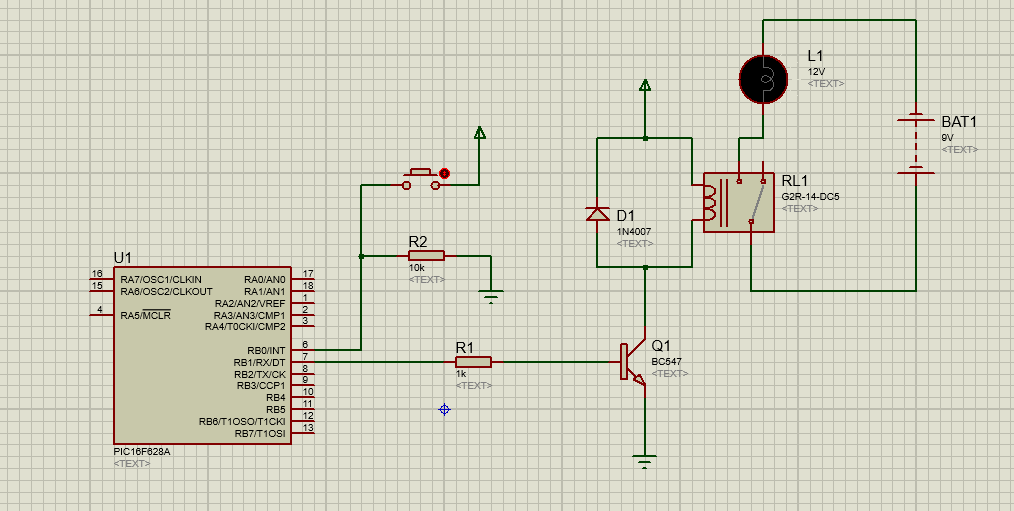 L1
12V
<TEXT>
BAT1
9V
<TEXT>
RL1
G2R-14-DC5
<TEXT>
D1
1N4007
<TEXT>
R2
10k
<TEXT>
U1
16 RA7/OSC1/CLKIN RA0/AN0 17
15 RA6/OSC2/CLKOUT RA1/AN1 18
RA2/AN2/VREF 1
4 RA5/MCLR RA3/AN3/CMP1 2
RA4/T0CKI/CMP2 3
RB0/INT 6
RB1/RX/DT 7
RB2/TX/CK 8
RB3/CCP1 9
RB4 10
RB5 11
RB6/T1OSO/T1CKI 12
RB7/T1OSI 13
PIC16F628A
<TEXT>
R1
1k
<TEXT>
Q1
BC547
<TEXT>